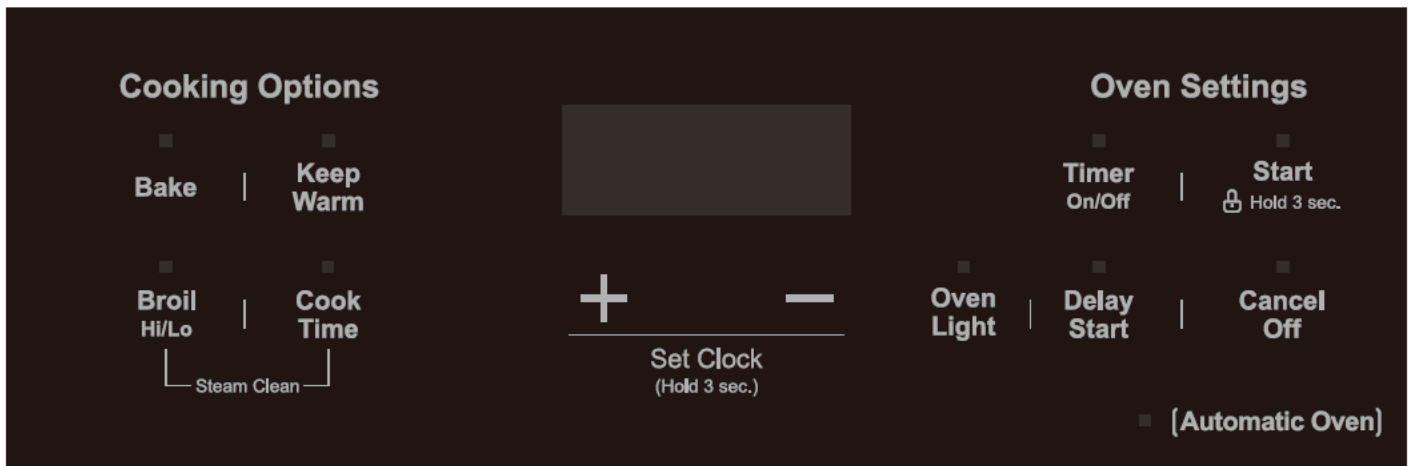 Cooking Options
Bake
Keep
Warm
Broil
Hi/Lo
Cook
Time
Steam Clean
+ −
Set Clock
(Hold 3 sec.)
Oven Settings
Timer
On/Off
Start
Hold 3 sec.
Oven
Light
Delay
Start
Cancel
Off
[Automatic Oven]